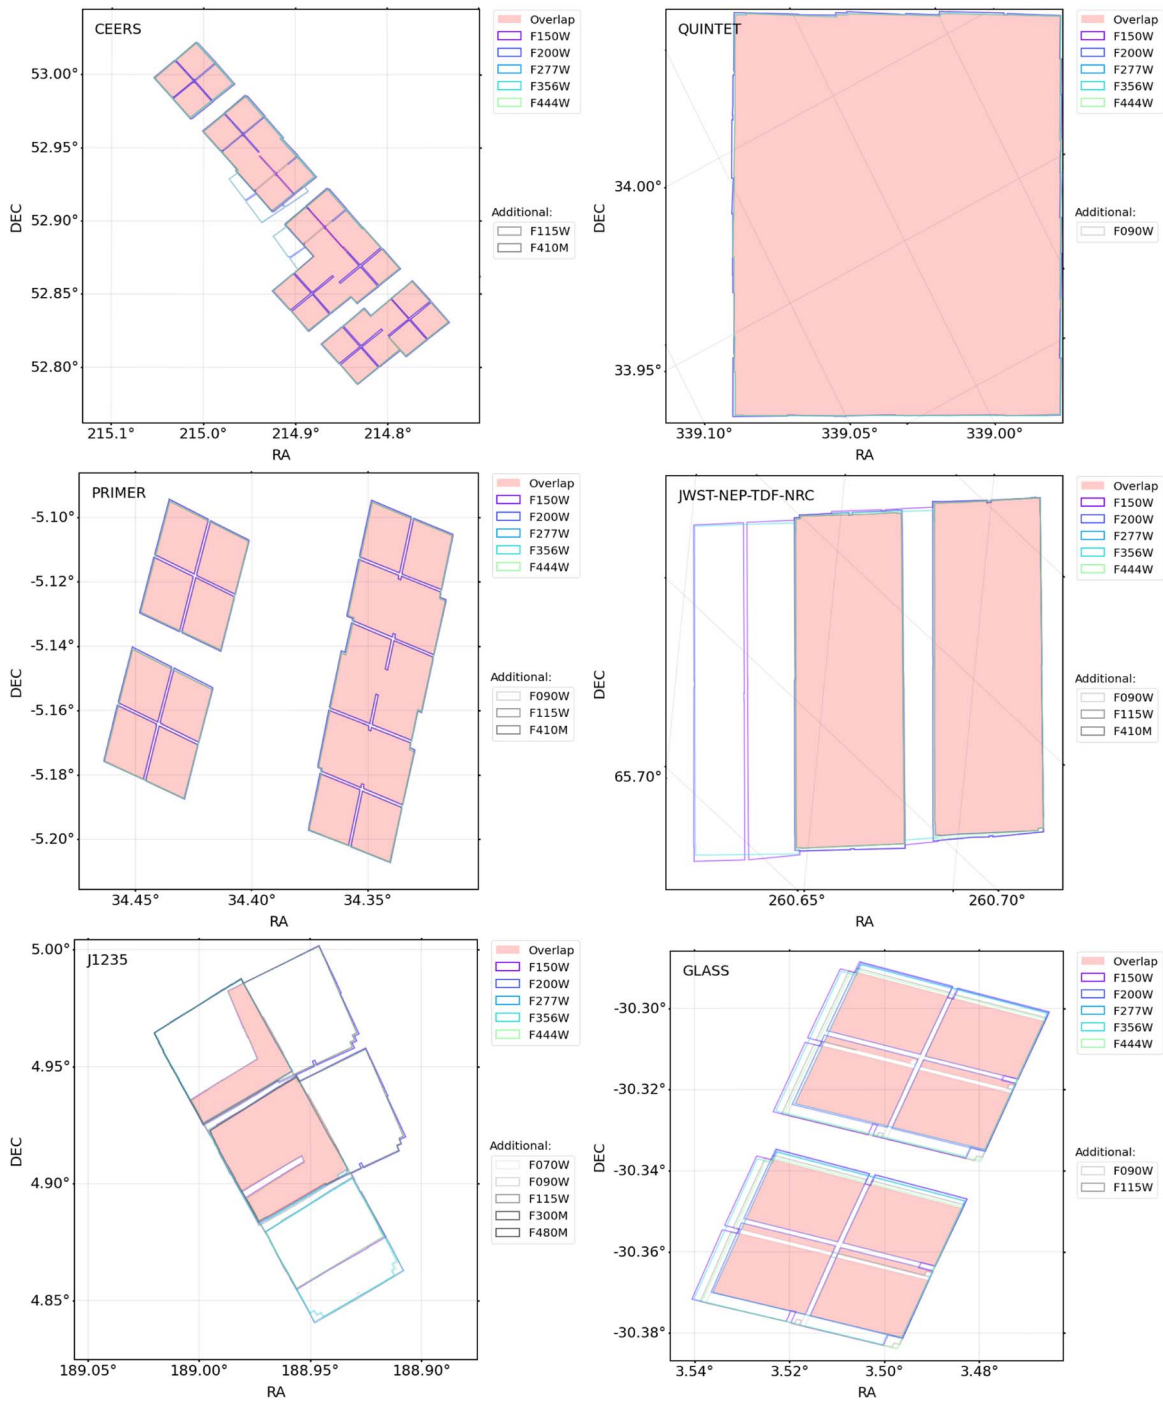 CEERS
53.00°
52.95°
52.90°
52.85°
52.80°
DEC
215.1° 215.0° 214.9° 214.8°
RA
Overlap
F150W
F200W
F277W
F356W
F444W
Additional:
F115W
F410M
QUINTET
34.00°
33.95°
DEC
339.10° 339.05° 339.00°
RA
Overlap
F150W
F200W
F277W
F356W
F444W
Additional:
F090W
PRIMER
-5.10°
-5.12°
-5.14°
-5.16°
-5.18°
-5.20°
DEC
34.45° 34.40° 34.35°
RA
Overlap
F150W
F200W
F277W
F356W
F444W
Additional:
F090W
F115W
F410M
JWST-NEP-TDF-NRC
65.70°
DEC
260.65° 260.70°
RA
Overlap
F150W
F200W
F277W
F356W
F444W
Additional:
F090W
F115W
F410M
J1235
5.00°
4.95°
4.90°
4.85°
DEC
189.05° 189.00° 188.95° 188.90°
RA
Overlap
F150W
F200W
F277W
F356W
F444W
Additional:
F070W
F090W
F115W
F300M
F480M
GLASS
-30.30°
-30.32°
-30.34°
-30.36°
-30.38°
DEC
3.54° 3.52° 3.50° 3.48°
RA
Overlap
F150W
F200W
F277W
F356W
F444W
Additional:
F090W
F115W